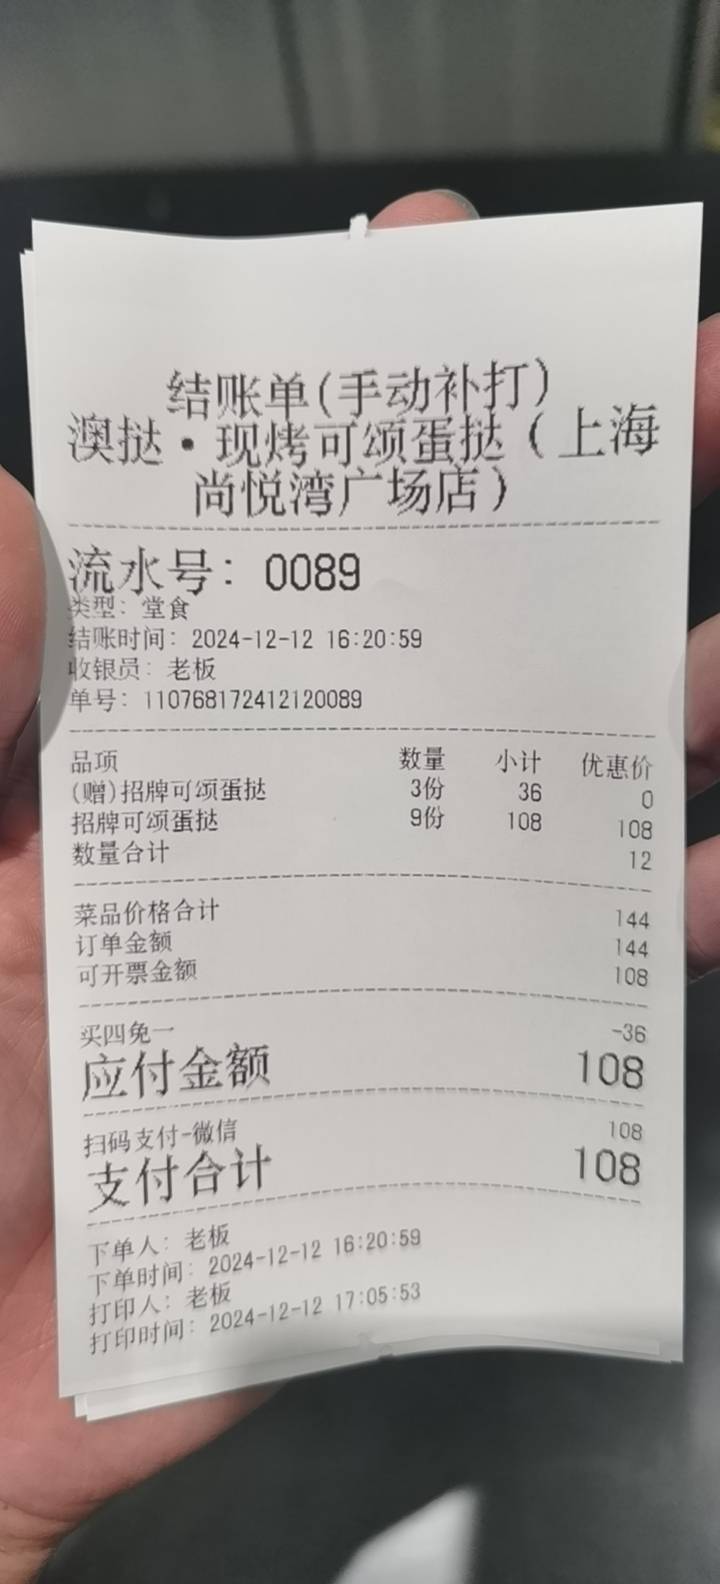 结账单(手动补打)
澳挞·现烤可颂蛋挞(上海
尚悦湾广场店)
流水号: 0089
类型: 堂食
结账时间: 2024-12-12 16:20:59
收银员: 老板
单号: 110768172412120089
品项 数量 小计 优惠价
(赠)招牌可颂蛋挞 3份 36 0
招牌可颂蛋挞 9份 108 108
数量合计 12
菜品价格合计 144
订单金额 144
可开票金额 108
买四免一 -36
应付金额 108
扫码支付-微信 108
支付合计 108
下单人: 老板
下单时间: 2024-12-12 16:20:59
打印人: 老板
打印时间: 2024-12-12 17:05:53